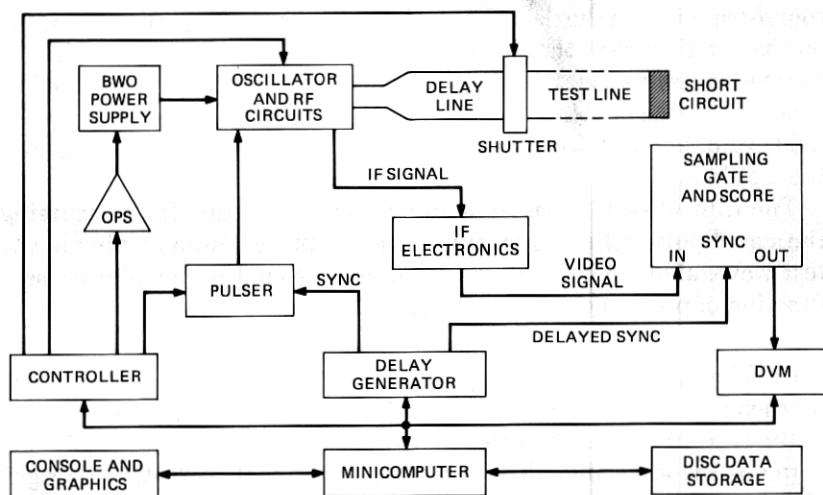 BWO
POWER
SUPPLY
OSCILLATOR
AND RF
CIRCUITS
DELAY
LINE
TEST LINE
SHORT
CIRCUIT
SHUTTER
SAMPLING
GATE
AND SCORE
SYNC
IN
OUT
OPS
IF SIGNAL
IF
ELECTRONICS
VIDEO
SIGNAL
PULSER
SYNC
DELAYED SYNC
CONTROLLER
DELAY
GENERATOR
DVM
CONSOLE AND
GRAPHICS
MINICOMPUTER
DISC DATA
STORAGE